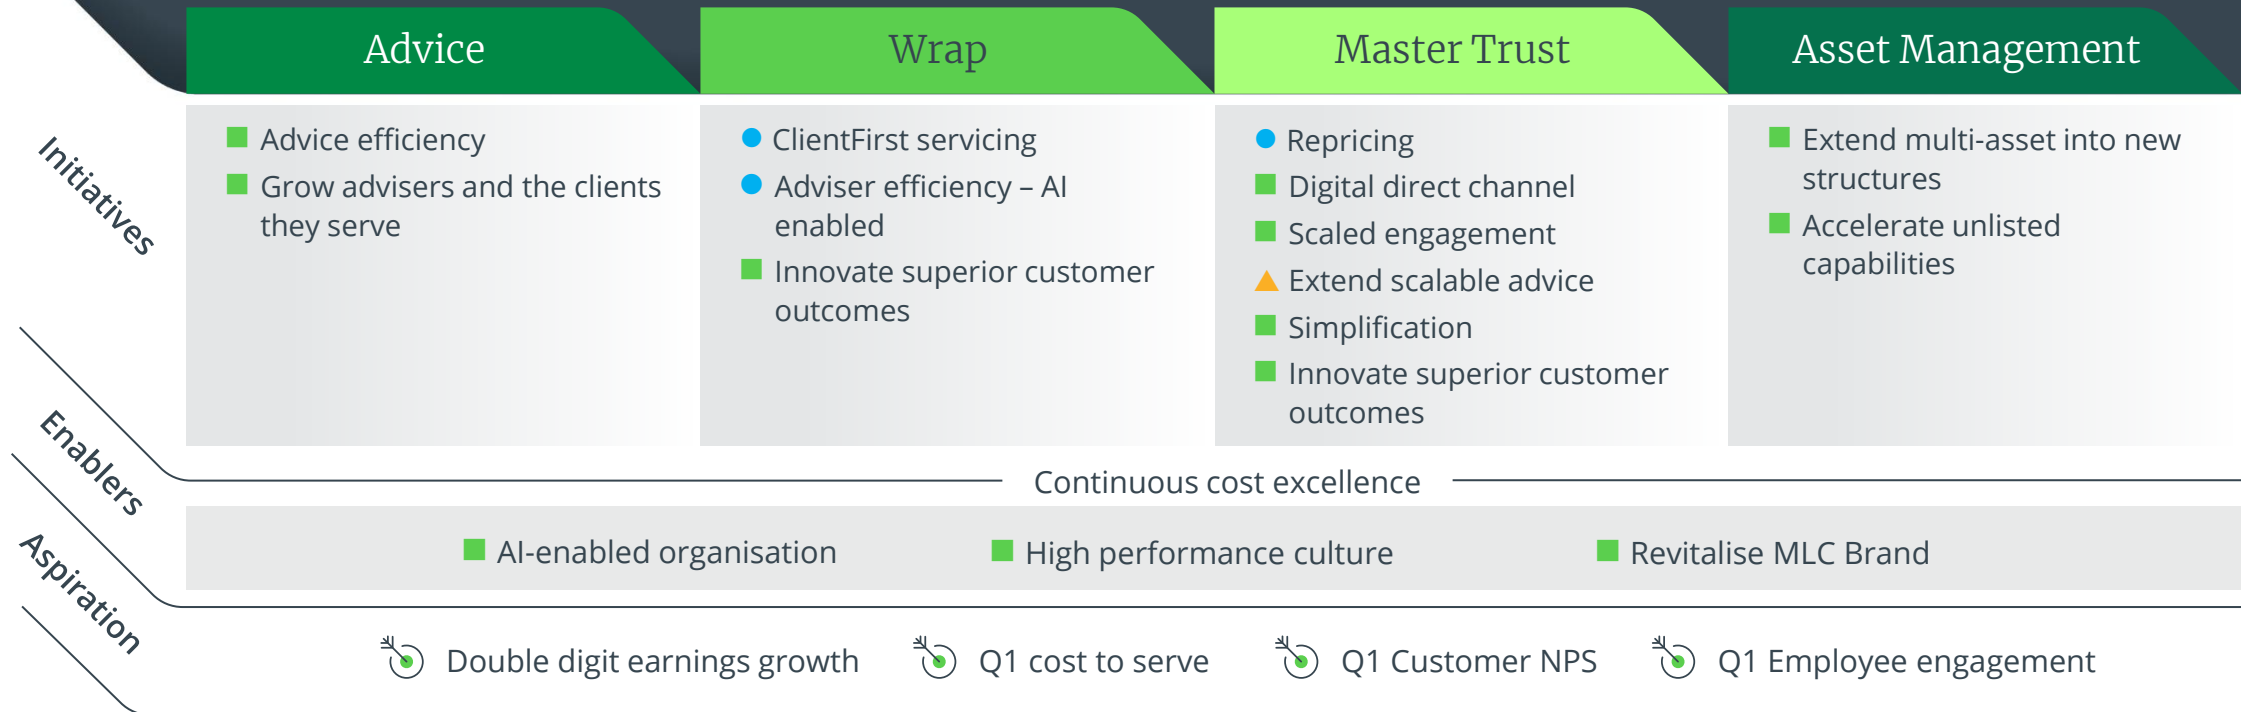 Advice
Wrap
Master Trust
Asset Management
Initiatives
Advice efficiency
Grow advisers and the clients
they serve
ClientFirst servicing
Adviser efficiency – AI
enabled
Innovate superior customer
outcomes
Repricing
Digital direct channel
Scaled engagement
Extend scalable advice
Simplification
Innovate superior customer
outcomes
Extend multi-asset into new
structures
Accelerate unlisted
capabilities
Enablers
Continuous cost excellence
AI-enabled organisation
High performance culture
Revitalise MLC Brand
Aspiration
Double digit earnings growth
Q1 cost to serve
Q1 Customer NPS
Q1 Employee engagement